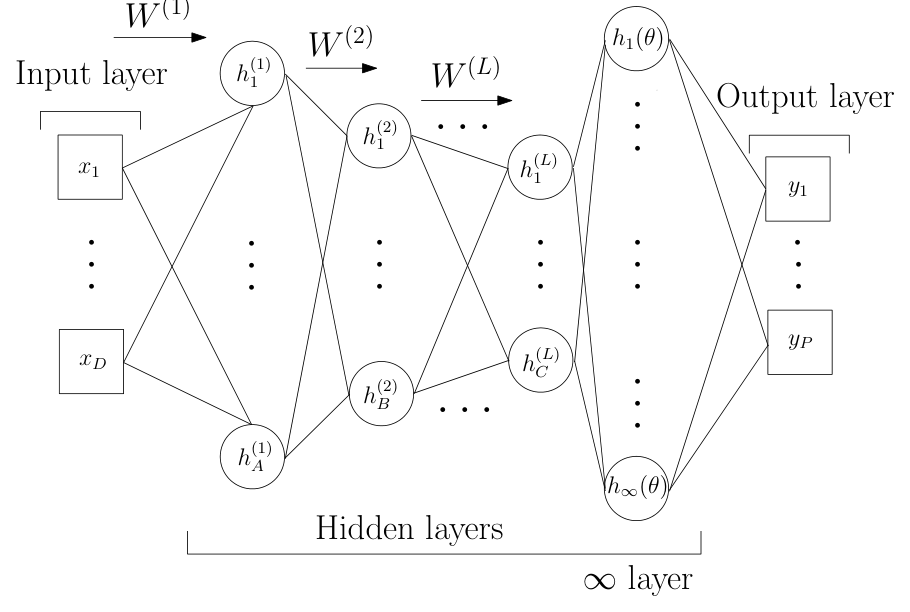 W^{(1)}
W^{(2)}
W^{(L)}
Input layer
Output layer
x_1
x_D
h_1^{(1)}
h_A^{(1)}
h_1^{(2)}
h_B^{(2)}
h_1^{(L)}
h_C^{(L)}
h_1(θ)
h_∞(θ)
y_1
y_P
Hidden layers
∞ layer